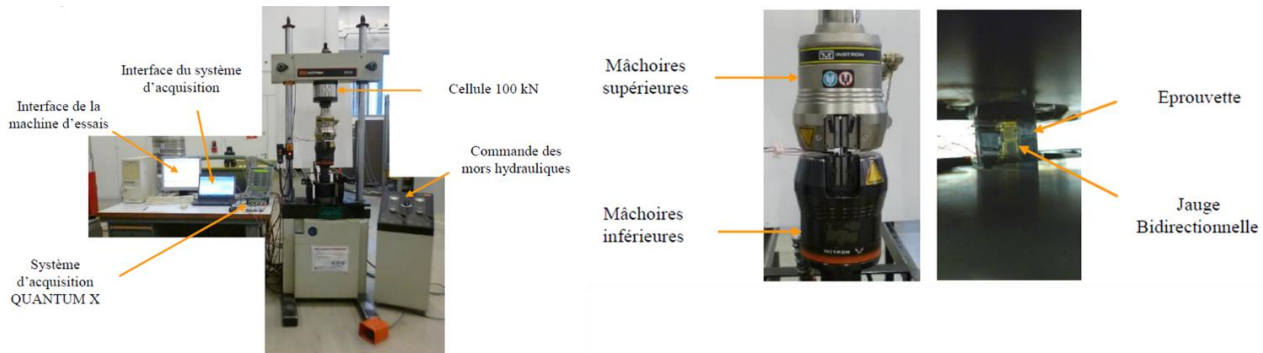 Interface du système
d'acquisition
Interface de la
machine d'essais
Cellule 100 kN
Commande des
mors hydrauliques
Système
d'acquisition
QUANTUM X
Mâchoires
supérieures
INSTRON
Mâchoires
inférieures
INSTRON
Eprouvette
Jauge
Bidirectionnelle